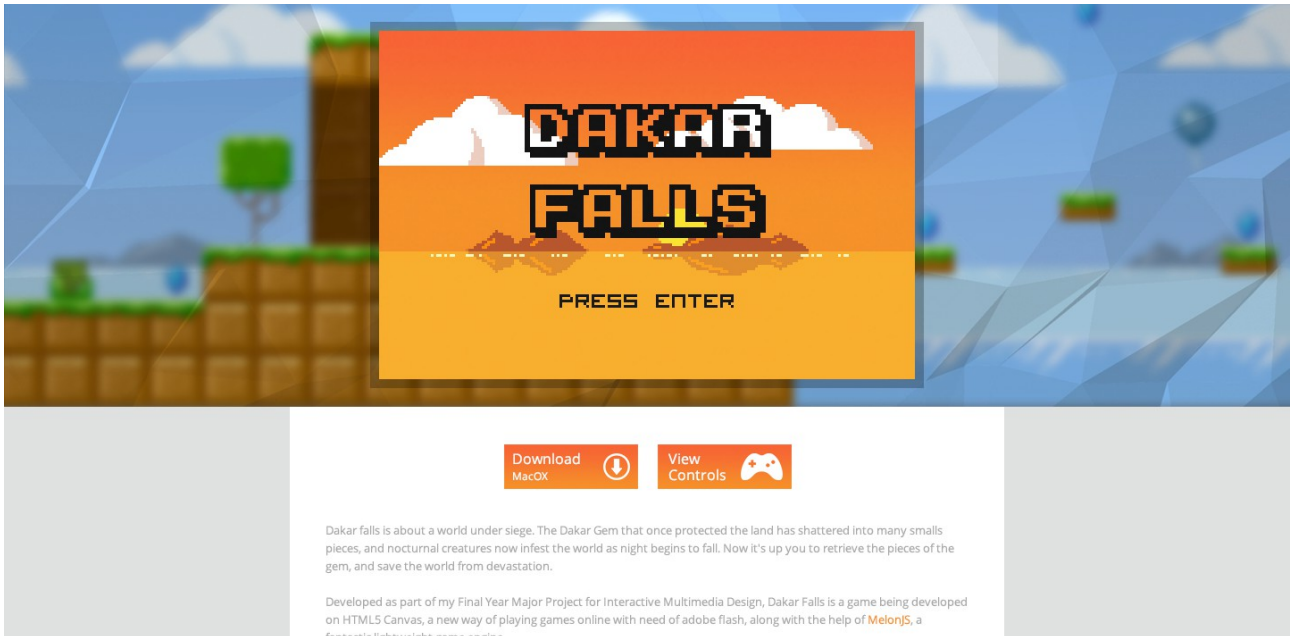 DAKAR
FALLS
PRESS ENTER
Download
MacOX
View
Controls
Dakar falls is about a world under siege. The Dakar Gem that once protected the land has shattered into many smalls
pieces, and nocturnal creatures now infest the world as night begins to fall. Now it's up you to retrieve the pieces of the
gem, and save the world from devastation.
Developed as part of my Final Year Major Project for Interactive Multimedia Design, Dakar Falls is a game being developed
on HTML5 Canvas, a new way of playing games online with need of adobe flash, along with the help of MelonJS, a
fantastic lightweight game engine.